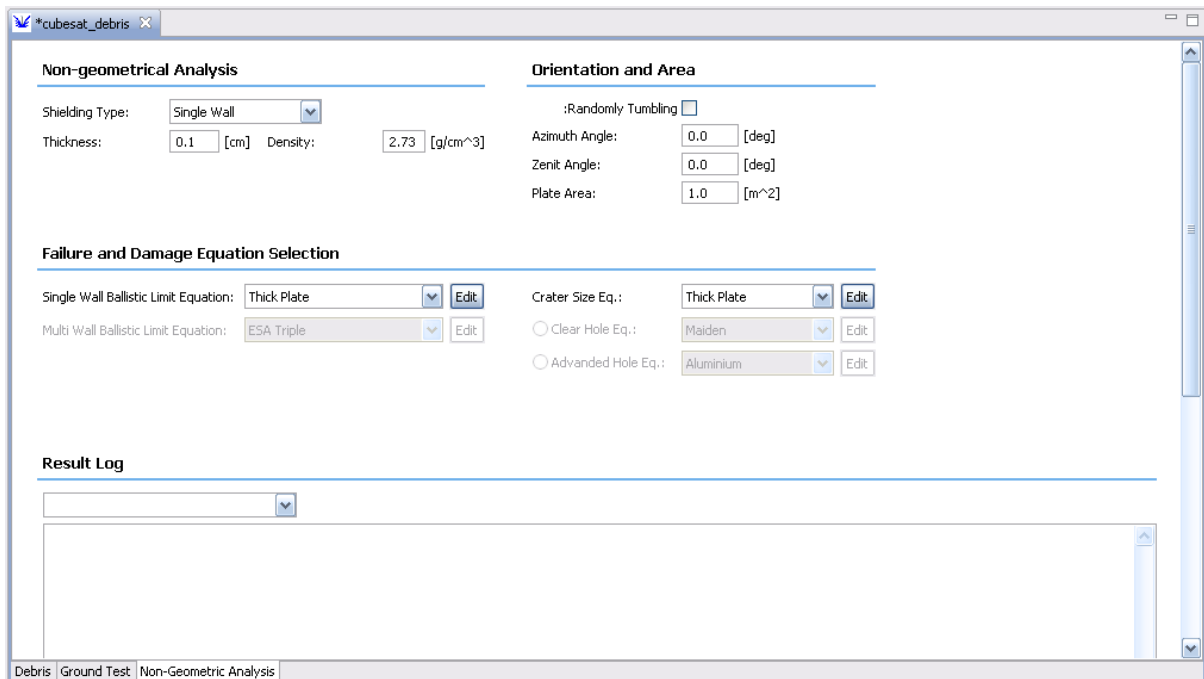 *cubesat_debris
Non-geometrical Analysis
Shielding Type: Single Wall
Thickness: 0.1 [cm] Density: 2.73 [g/cm^3]
Orientation and Area
:Randomly Tumbling
Azimuth Angle: 0.0 [deg]
Zenit Angle: 0.0 [deg]
Plate Area: 1.0 [m^2]
Failure and Damage Equation Selection
Single Wall Ballistic Limit Equation: Thick Plate Edit
Multi Wall Ballistic Limit Equation: ESA Triple Edit
Crater Size Eq.: Thick Plate Edit
Clear Hole Eq.: Maiden Edit
Advanded Hole Eq.: Aluminium Edit
Result Log
Debris Ground Test Non-Geometric Analysis